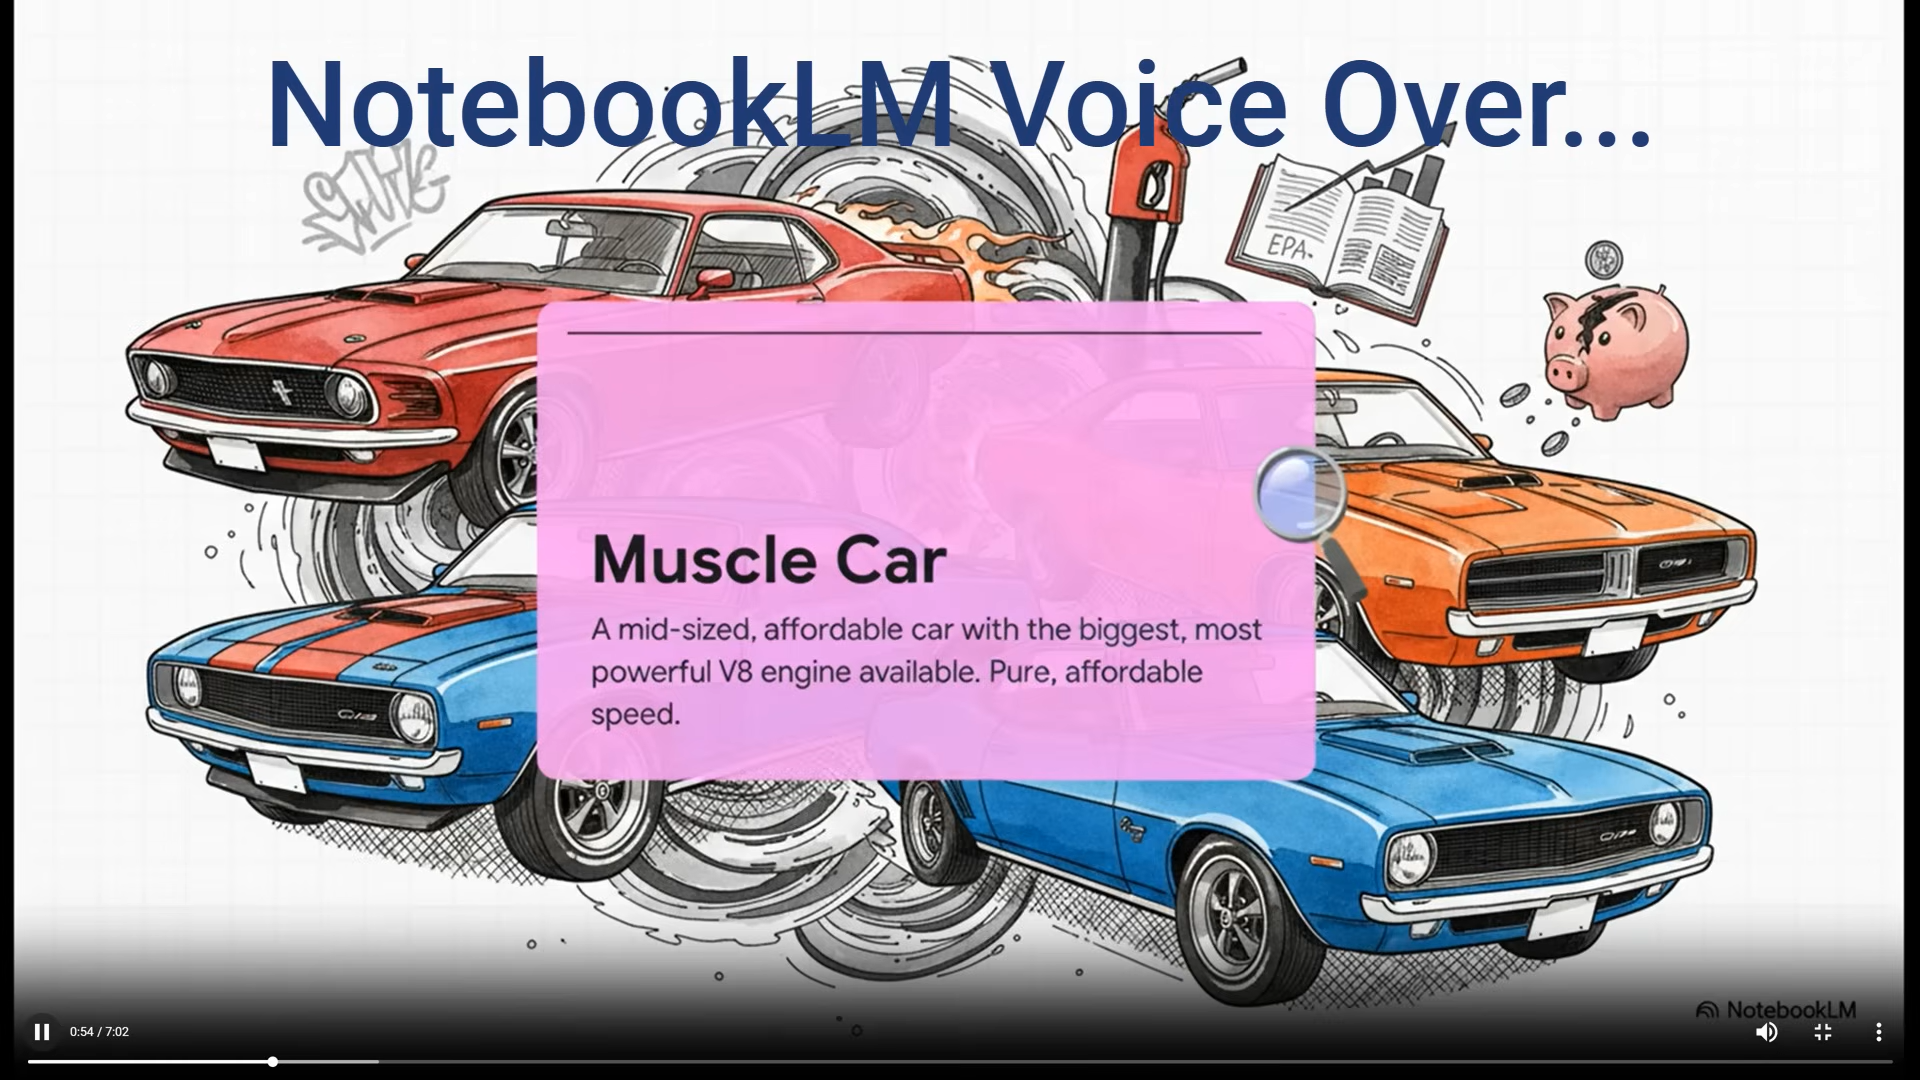 NotebookLM Voice Over...
EPA.
Muscle Car
A mid-sized, affordable car with the biggest, most
powerful V8 engine available. Pure, affordable
speed.
NotebookLM
0:54 / 7:02